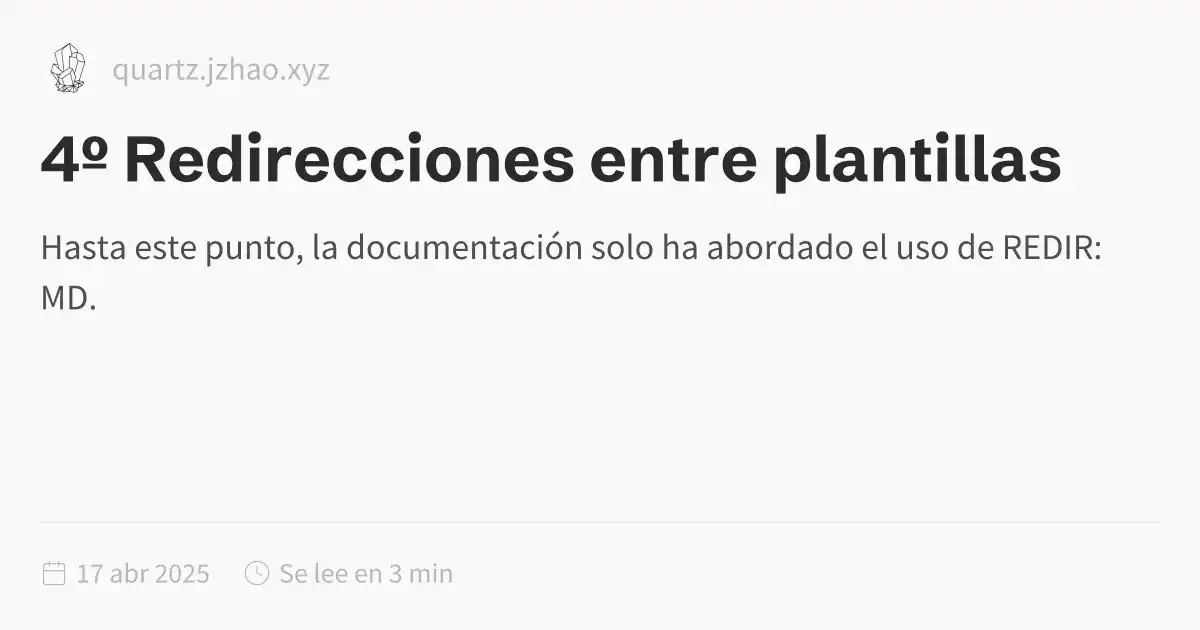 quartz.jzhao.xyz
4º Redirecciones entre plantillas
Hasta este punto, la documentación solo ha abordado el uso de REDIR:
MD.
17 abr 2025 Se lee en 3 min